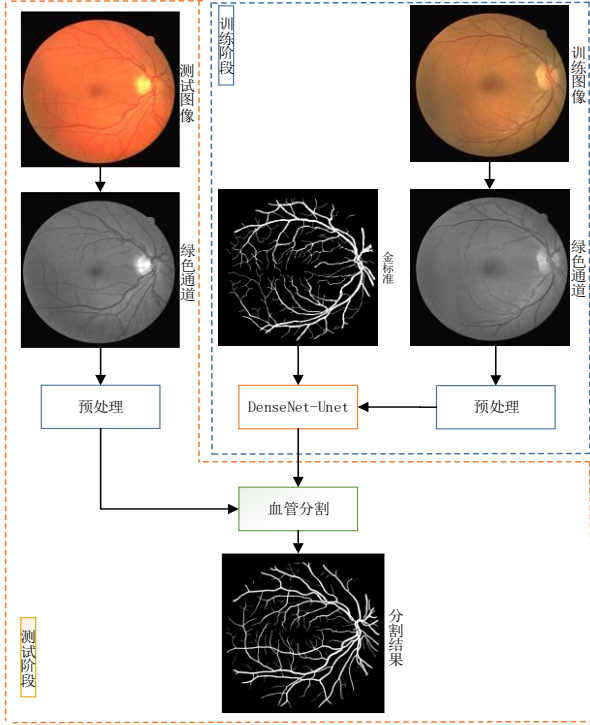 测试图像
训练阶段
训练图像
绿色通道
金标准
绿色通道
预处理
DenseNet-Unet
预处理
血管分割
分割结果
测试阶段